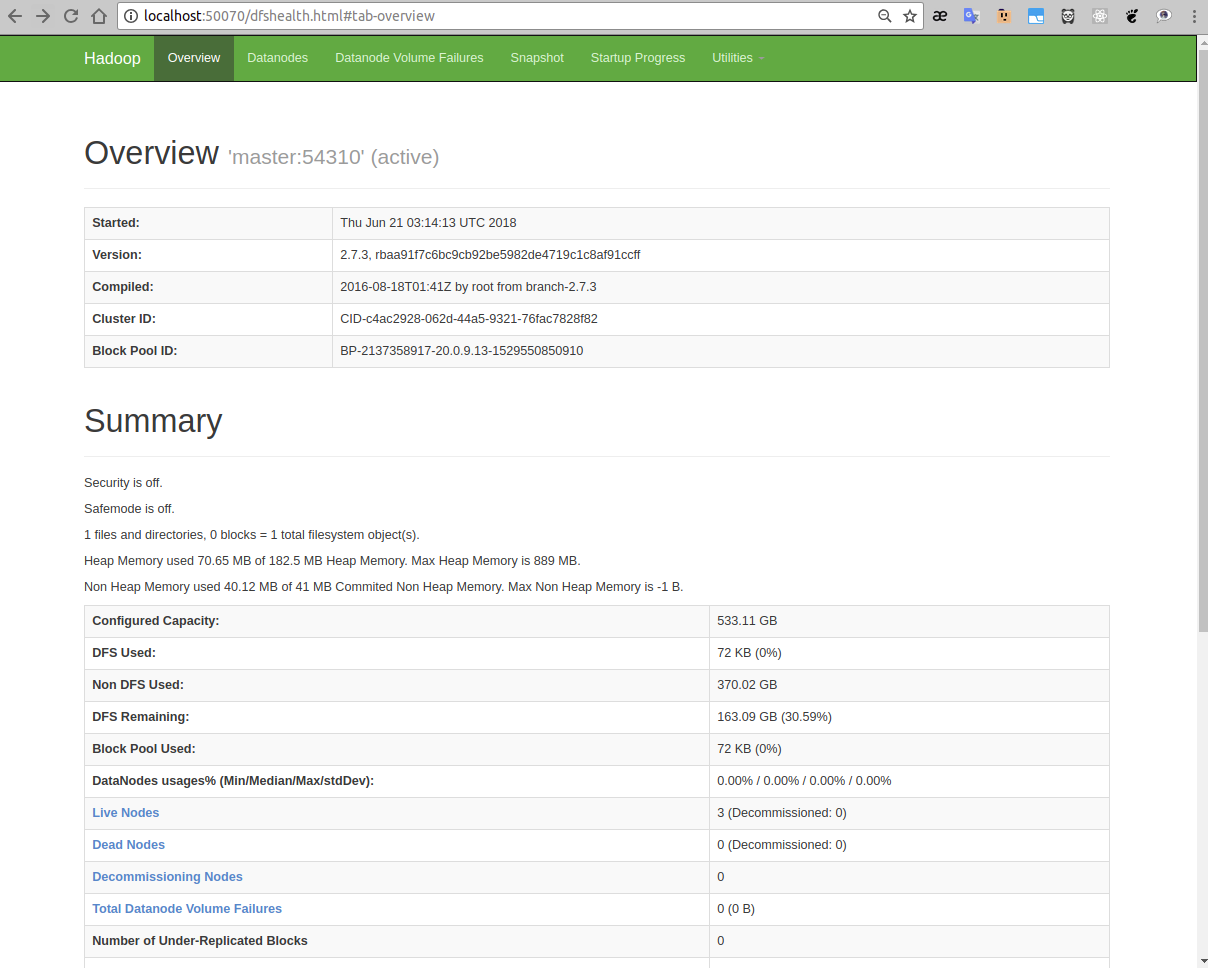 localhost:50070/dfshealth.html#tab-overview
Hadoop Overview Datanodes Datanode Volume Failures Snapshot Startup Progress Utilities
Overview 'master:54310' (active)
Started: Thu Jun 21 03:14:13 UTC 2018
Version: 2.7.3, rbaa91f7c6bc9cb92be5982de4719c1c8af91ccff
Compiled: 2016-08-18T01:41Z by root from branch-2.7.3
Cluster ID: CID-c4ac2928-062d-44a5-9321-76fac7828f82
Block Pool ID: BP-2137358917-20.0.9.13-1529550850910
Summary
Security is off.
Safemode is off.
1 files and directories, 0 blocks = 1 total filesystem object(s).
Heap Memory used 70.65 MB of 182.5 MB Heap Memory. Max Heap Memory is 889 MB.
Non Heap Memory used 40.12 MB of 41 MB Commited Non Heap Memory. Max Non Heap Memory is -1 B.
Configured Capacity: 533.11 GB
DFS Used: 72 KB (0%)
Non DFS Used: 370.02 GB
DFS Remaining: 163.09 GB (30.59%)
Block Pool Used: 72 KB (0%)
DataNodes usages% (Min/Median/Max/stdDev): 0.00% / 0.00% / 0.00% / 0.00%
Live Nodes 3 (Decommissioned: 0)
Dead Nodes 0 (Decommissioned: 0)
Decommissioning Nodes 0
Total Datanode Volume Failures 0 (0 B)
Number of Under-Replicated Blocks 0